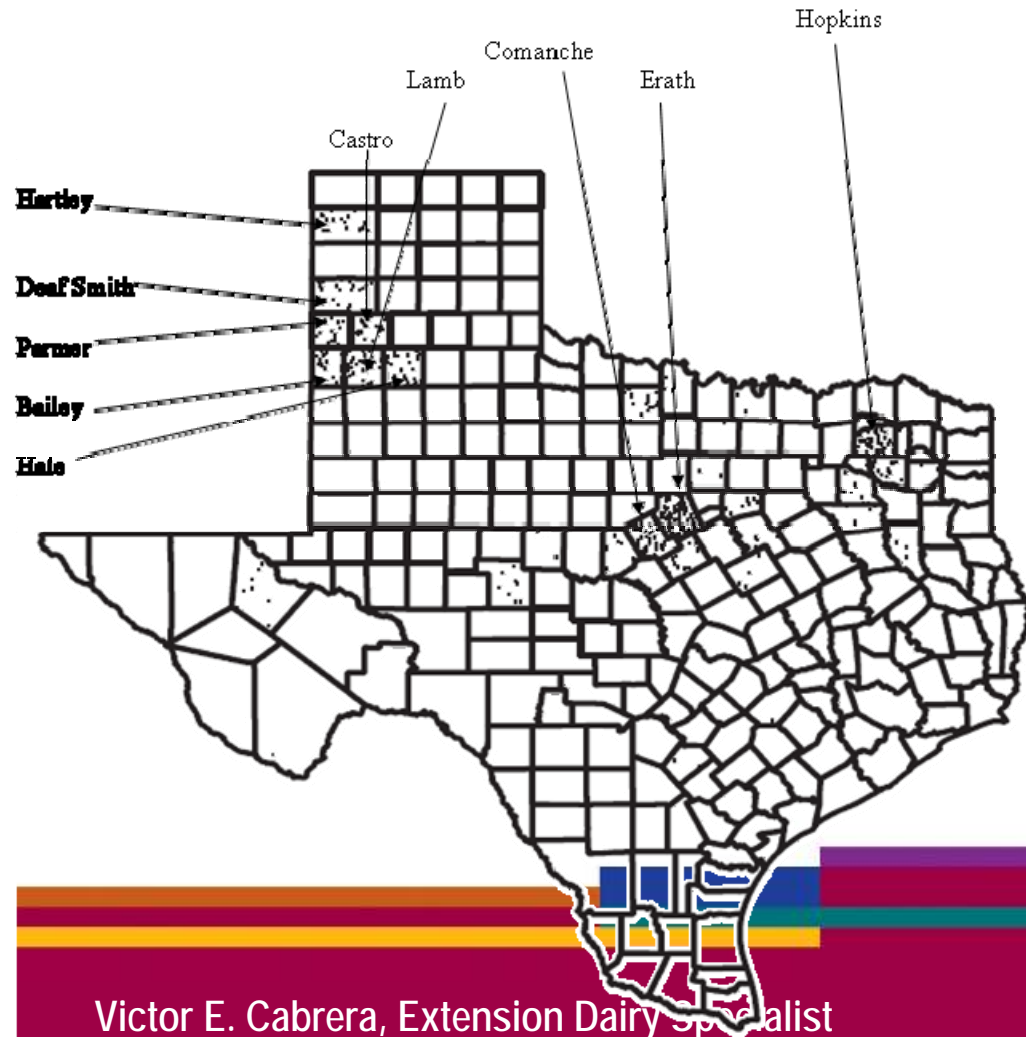 Hopkins
Comanche
Erath
Lamb
Castro
Hartley
Deaf Smith
Parmer
Bailey
Hale
Victor E. Cabrera, Extension Dairy Specialist